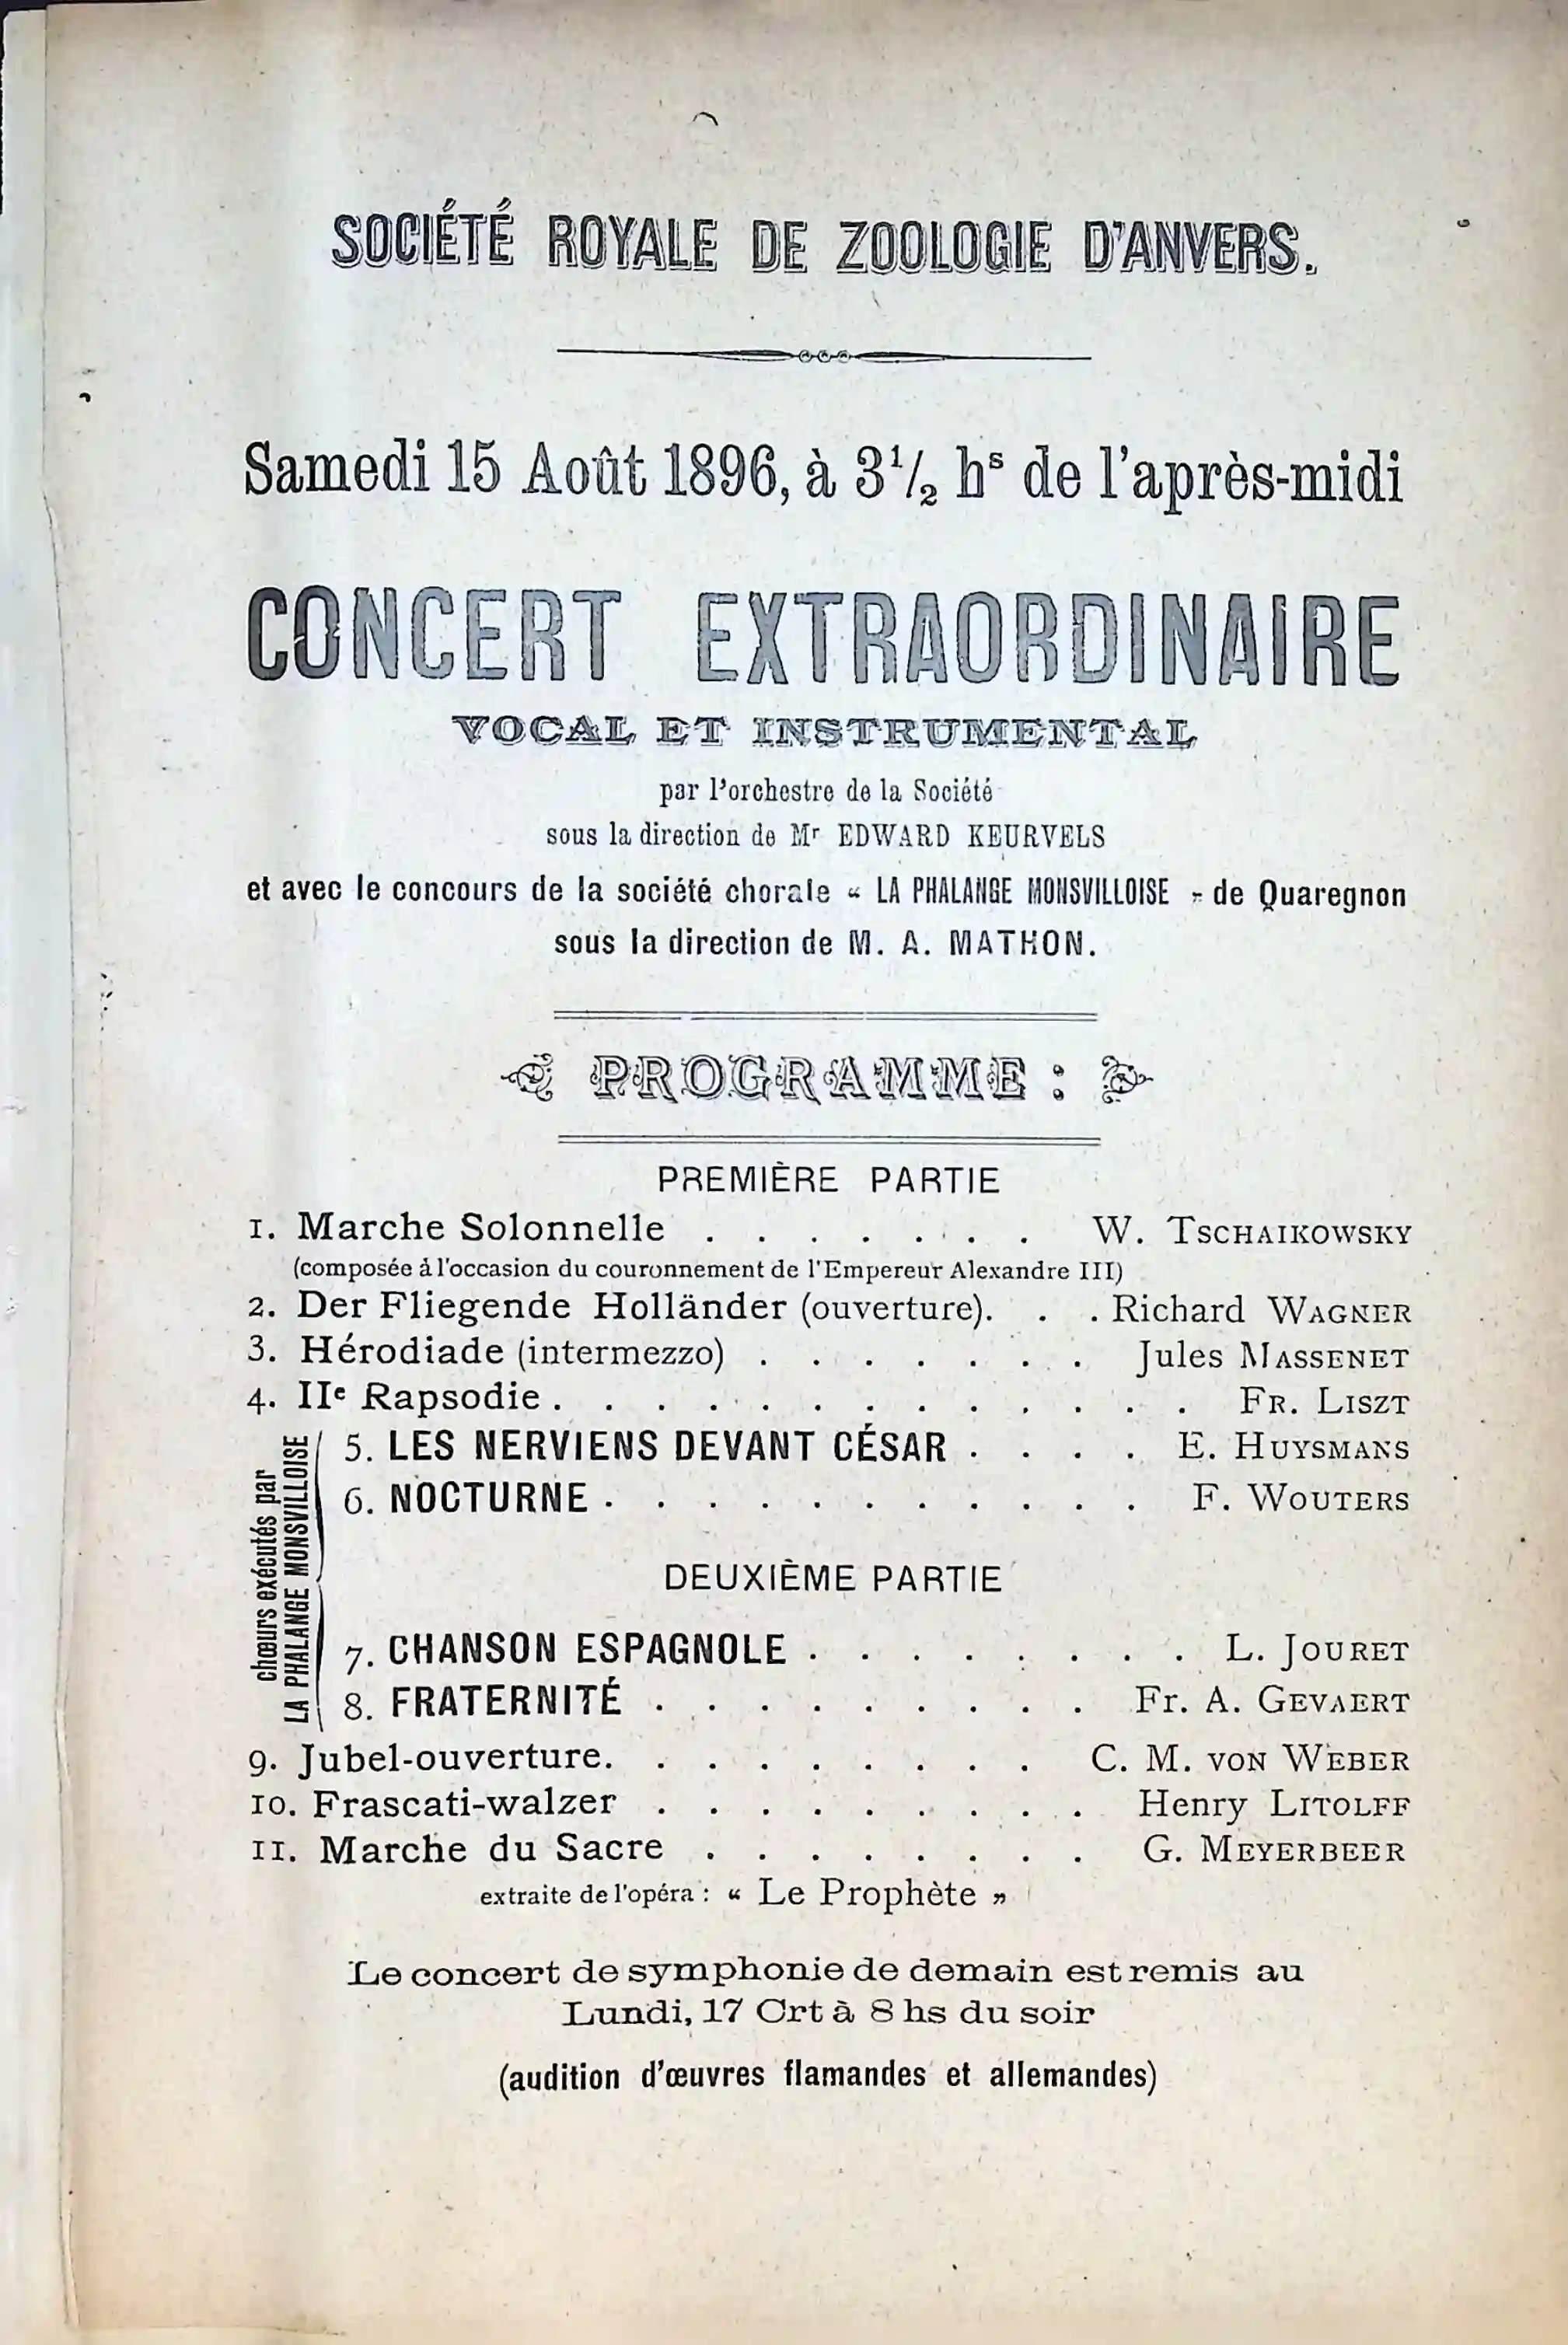 SOCIÉTÉ ROYALE DE ZOOLOGIE D'ANVERS.
Samedi 15 Août 1896, à 3 1/2 hs de l'après-midi
CONCERT EXTRAORDINAIRE
VOCAL ET INSTRUMENTAL
par l'orchestre de la Société
sous la direction de Mr EDWARD KEURVELS
et avec le concours de la société chorale « LA PHALANGE MONSVILLOISE » de Quaregnon
sous la direction de M. A. MATHON.
PROGRAMME :
PREMIÈRE PARTIE
1. Marche Solonnelle . . . . . . . W. TSCHAIKOWSKY
(composée à l'occasion du couronnement de l'Empereur Alexandre III)
2. Der Fliegende Holländer (ouverture). . . Richard WAGNER
3. Hérodiade (intermezzo) . . . . . . . Jules MASSENET
4. IIe Rapsodie . . . . . . . . . . . . . FR. LISZT
chœurs exécutés par
LA PHALANGE MONSVILLOISE
5. LES NERVIENS DEVANT CÉSAR . . . . E. HUYSMANS
6. NOCTURNE . . . . . . . . . . . F. WOUTERS
DEUXIÈME PARTIE
7. CHANSON ESPAGNOLE . . . . . . . . L. JOURET
8. FRATERNITÉ . . . . . . . . . Fr. A. GEVAERT
9. Jubel-ouverture. . . . . . . . . C. M. VON WEBER
10. Frascati-walzer . . . . . . . . . Henry LITOLFF
11. Marche du Sacre . . . . . . . . G. MEYERBEER
extraite de l'opéra : « Le Prophète »
Le concert de symphonie de demain est remis au
Lundi, 17 Crt à 8 hs du soir
(audition d'œuvres flamandes et allemandes)